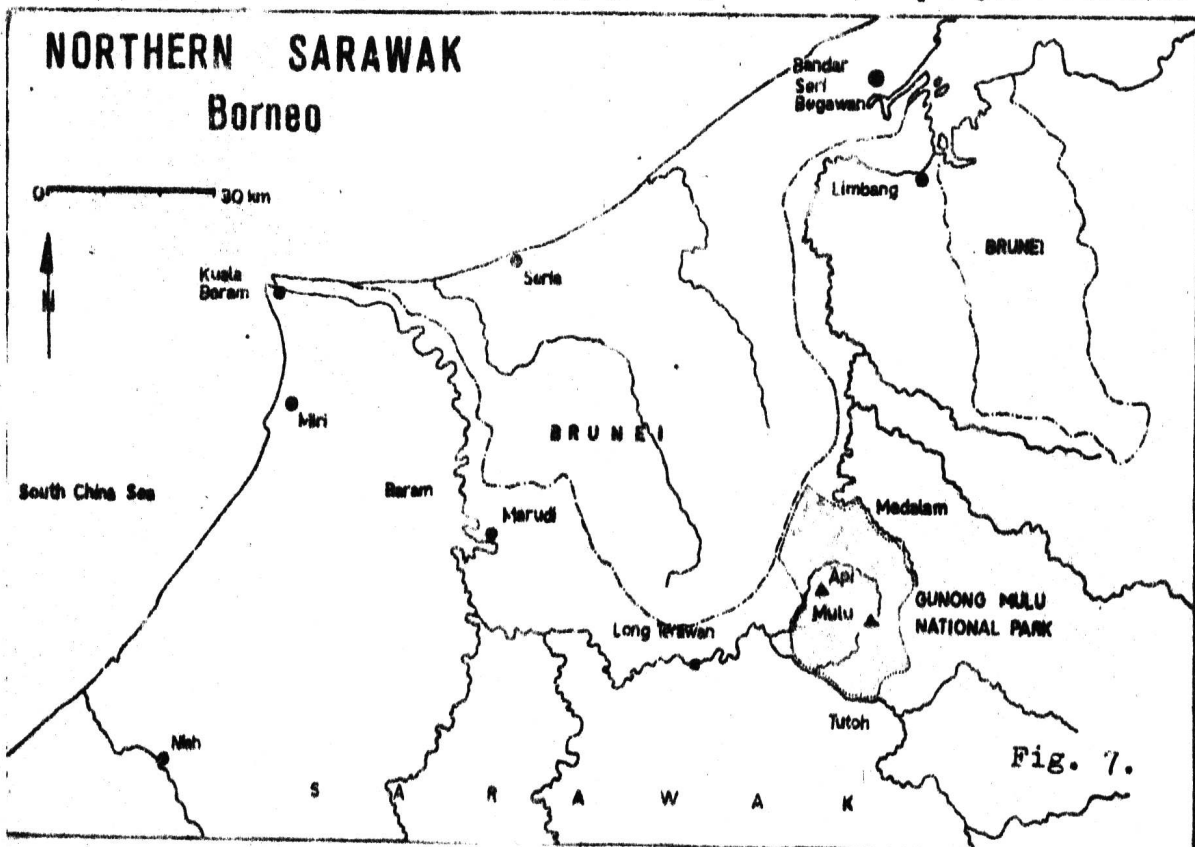 NORTHERN SARAWAK
Borneo
0 30 km
N
Bandar
Seri
Begawan
Limbang
BRUNEI
Kuala
Baram
Seria
Miri
BRUNEI
South China Sea
Baram
Marudi
Medalam
Api
Mulu
GUNONG MULU
NATIONAL PARK
Long Terawan
Tutoh
Niah
Fig. 7.
SARAWAK